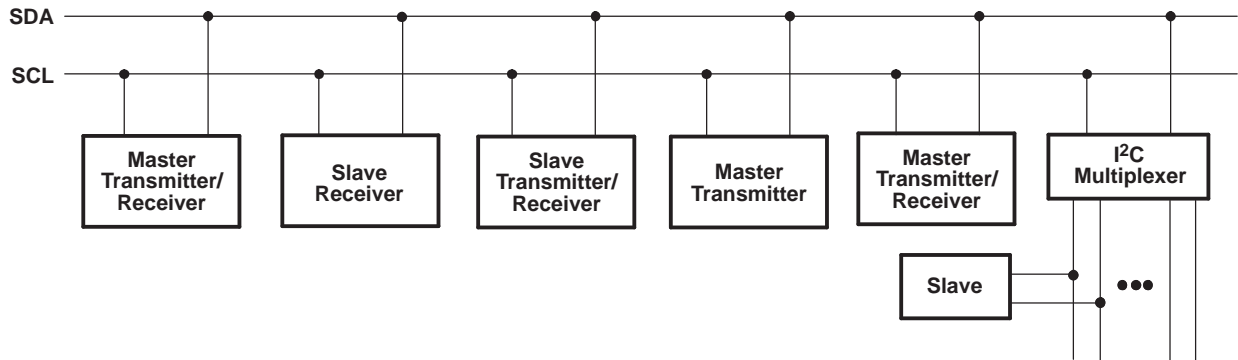 SDA
SCL
Master
Transmitter/
Receiver
Slave
Receiver
Slave
Transmitter/
Receiver
Master
Transmitter
Master
Transmitter/
Receiver
I²C
Multiplexer
Slave